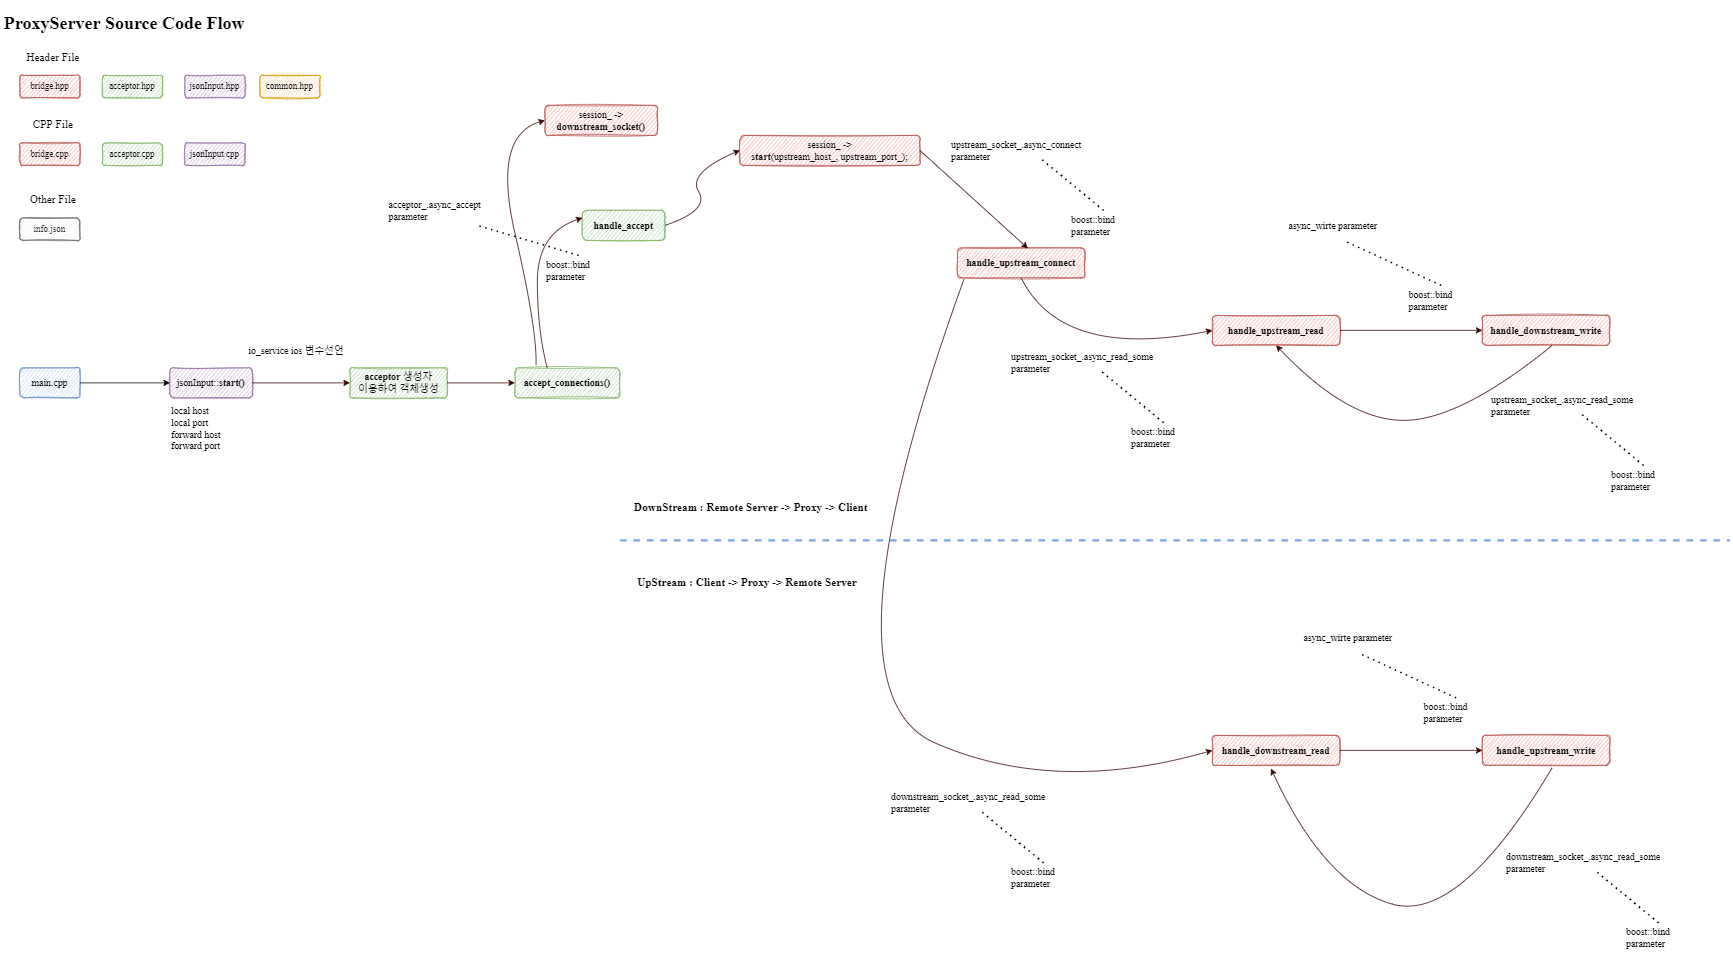 ProxyServer Source Code Flow
Header File
bridge.hpp
acceptor.hpp
jsonInput.hpp
common.hpp
CPP File
bridge.cpp
acceptor.cpp
jsonInput.cpp
Other File
info.json
session_ ->
downstream_socket()
session_ ->
start(upstream_host_, upstream_port_);
upstream_socket_.async_connect
parameter
boost::bind
parameter
acceptor_.async_accept
parameter
handle_accept
boost::bind
parameter
handle_upstream_connect
async_wirte parameter
boost::bind
parameter
handle_upstream_read
handle_downstream_write
io_service ios 변수선언
main.cpp
jsonInput::start()
acceptor 생성자
이용하여 객체생성
accept_connections()
local host
local port
forward host
forward port
upstream_socket_.async_read_some
parameter
boost::bind
parameter
upstream_socket_.async_read_some
parameter
boost::bind
parameter
DownStream : Remote Server -> Proxy -> Client
UpStream : Client -> Proxy -> Remote Server
async_wirte parameter
boost::bind
parameter
handle_downstream_read
handle_upstream_write
downstream_socket_.async_read_some
parameter
boost::bind
parameter
downstream_socket_.async_read_some
parameter
boost::bind
parameter